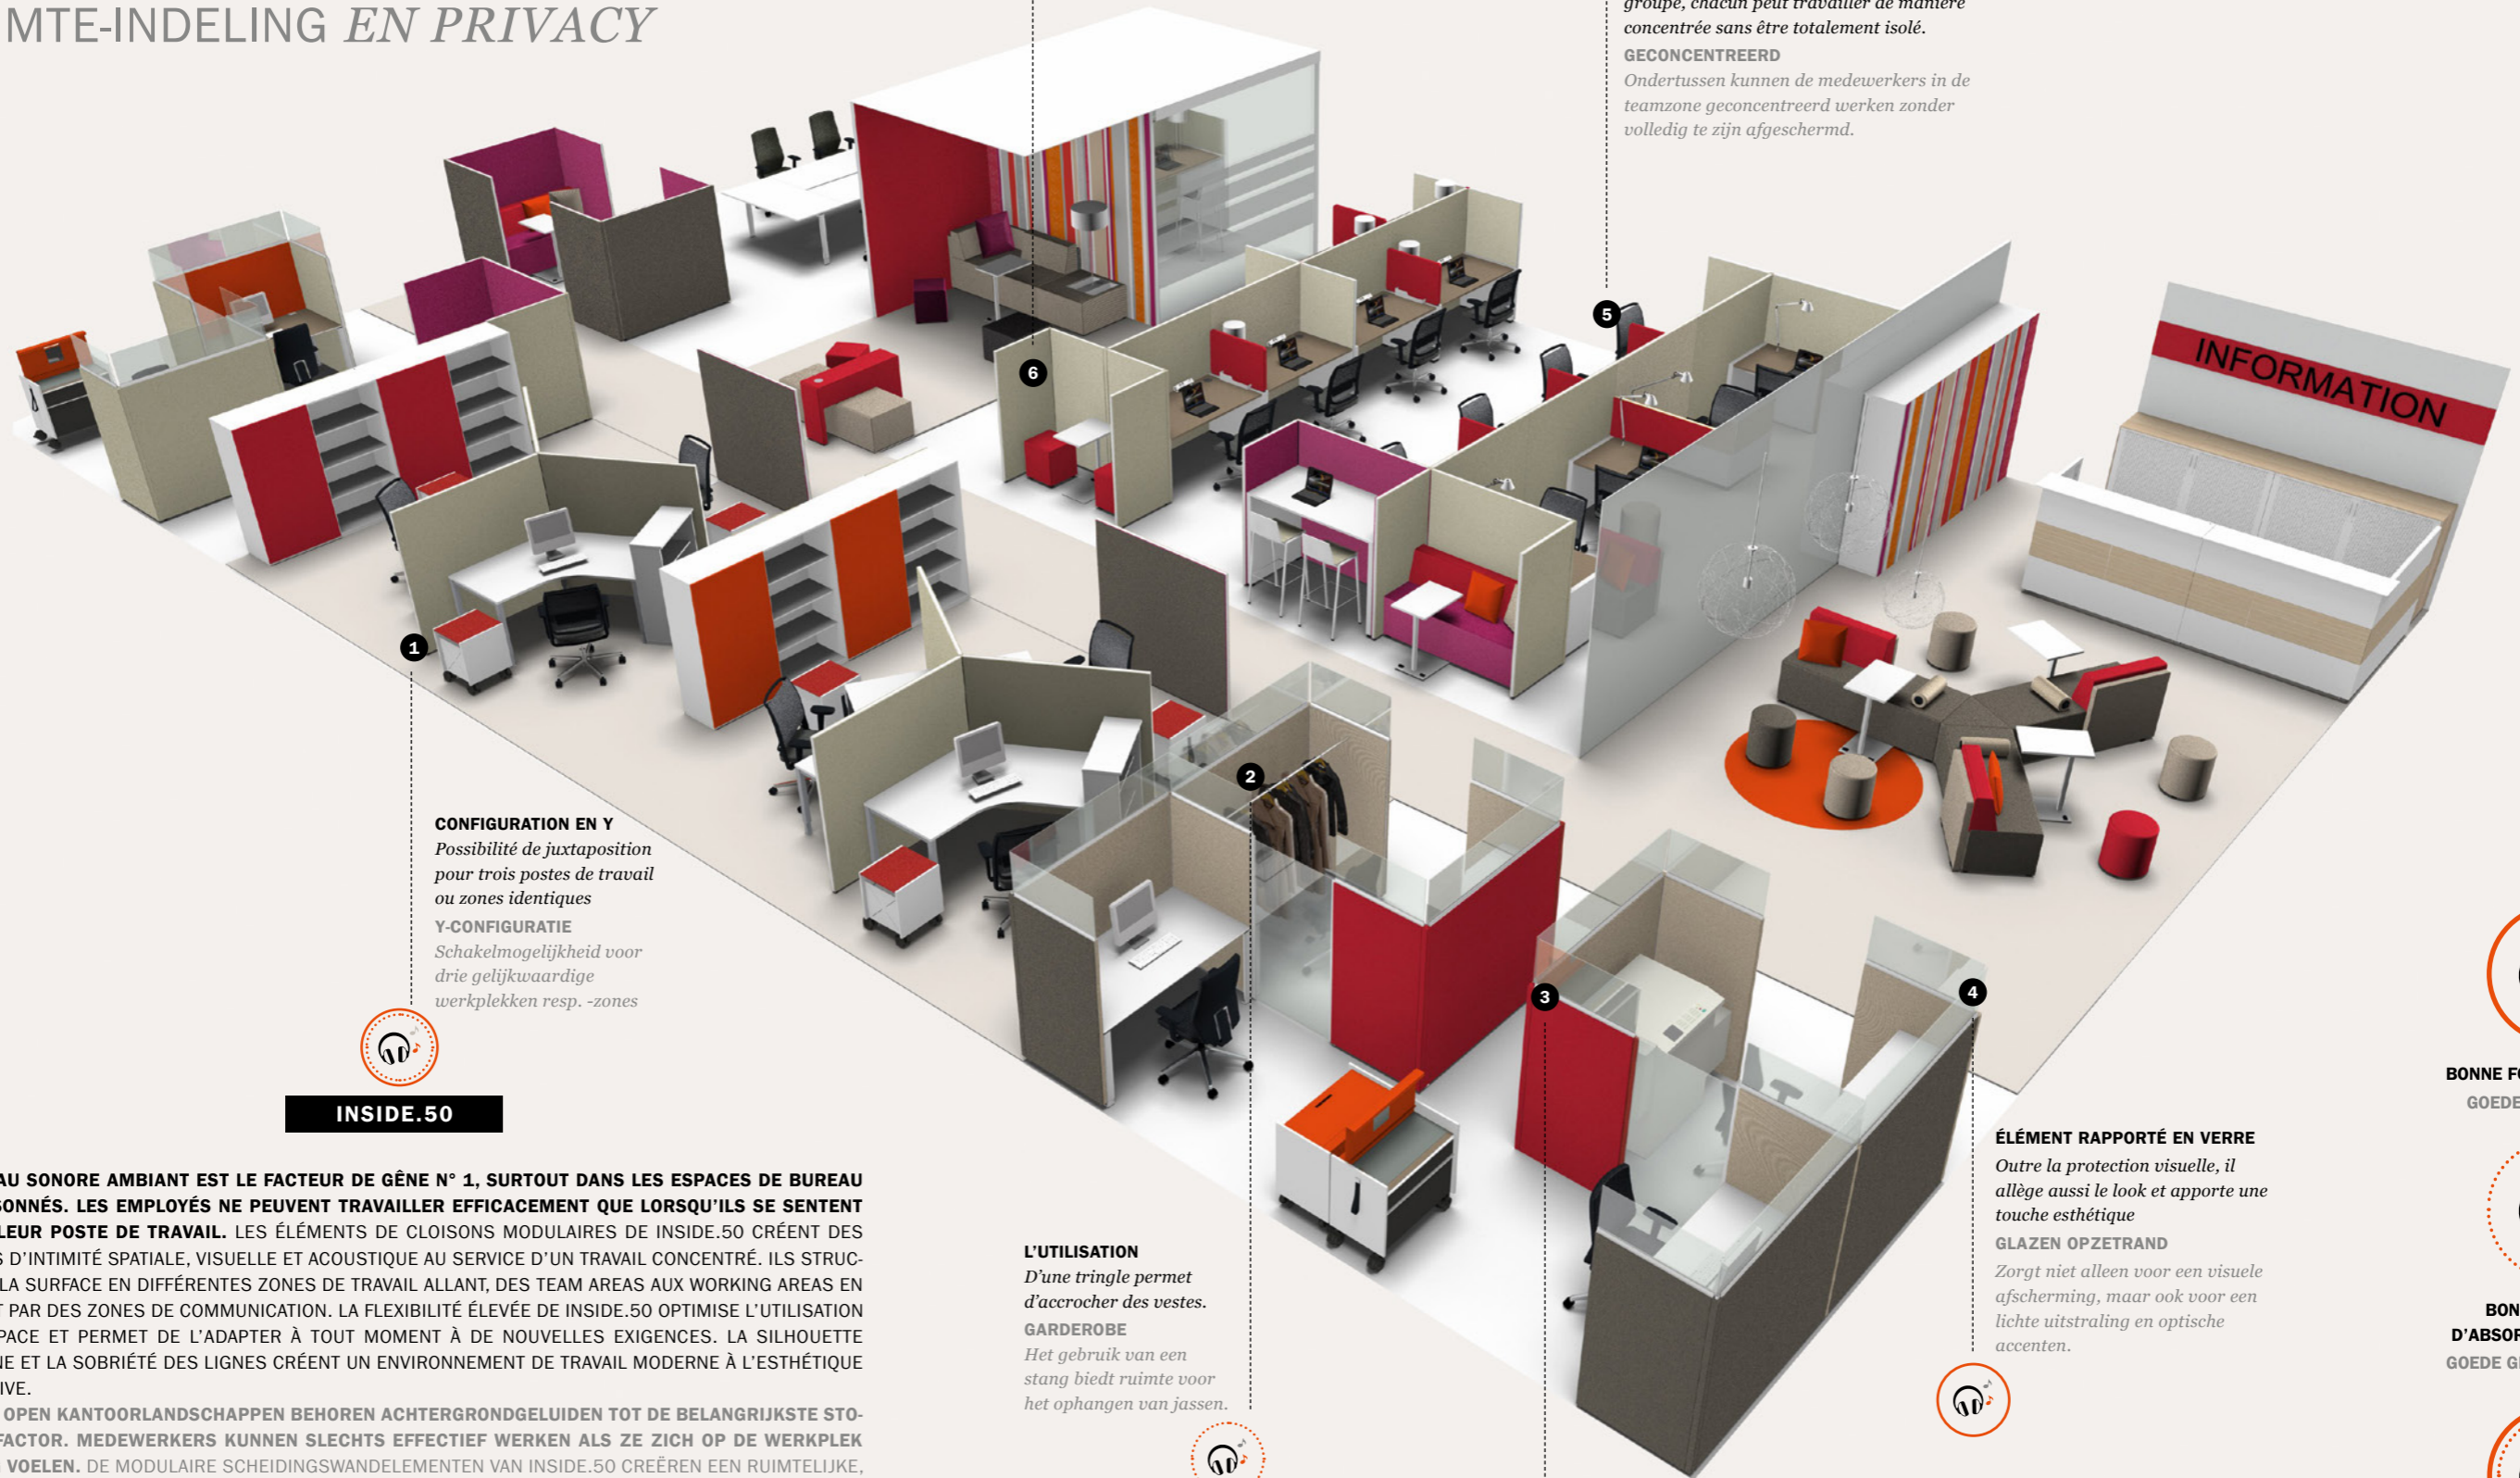 MTE-INDELING EN PRIVACY
groupe, chacun peut travailler de manière
concentrée sans être totalement isolé.
GECONCENTREERD
Ondertussen kunnen de medewerkers in de
teamzone geconcentreerd werken zonder
volledig te zijn afgeschermd.
INFORMATION
5
6
1
2
3
4
CONFIGURATION EN Y
Possibilité de juxtaposition
pour trois postes de travail
ou zones identiques
Y-CONFIGURATIE
Schakelmogelijkheid voor
drie gelijkwaardige
werkplekken resp. -zones
INSIDE.50
AU SONORE AMBIANT EST LE FACTEUR DE GÊNE N° 1, SURTOUT DANS LES ESPACES DE BUREAU
SONNÉS. LES EMPLOYÉS NE PEUVENT TRAVAILLER EFFICACEMENT QUE LORSQU'ILS SE SENTENT
LEUR POSTE DE TRAVAIL. LES ÉLÉMENTS DE CLOISONS MODULAIRES DE INSIDE.50 CRÉENT DES
S D'INTIMITÉ SPATIALE, VISUELLE ET ACOUSTIQUE AU SERVICE D'UN TRAVAIL CONCENTRÉ. ILS STRUC-
LA SURFACE EN DIFFÉRENTES ZONES DE TRAVAIL ALLANT, DES TEAM AREAS AUX WORKING AREAS EN
T PAR DES ZONES DE COMMUNICATION. LA FLEXIBILITÉ ÉLEVÉE DE INSIDE.50 OPTIMISE L'UTILISATION
PACE ET PERMET DE L'ADAPTER À TOUT MOMENT À DE NOUVELLES EXIGENCES. LA SILHOUETTE
NE ET LA SOBRIÉTÉ DES LIGNES CRÉENT UN ENVIRONNEMENT DE TRAVAIL MODERNE À L'ESTHÉTIQUE
IVE.
OPEN KANTOORLANDSCHAPPEN BEHOREN ACHTERGRONDGELUIDEN TOT DE BELANGRIJKSTE STO-
FACTOR. MEDEWERKERS KUNNEN SLECHTS EFFECTIEF WERKEN ALS ZE ZICH OP DE WERKPLEK
VOELEN. DE MODULAIRE SCHEIDINGSWANDELEMENTEN VAN INSIDE.50 CREËREN EEN RUIMTELIJKE,
L'UTILISATION
D'une tringle permet
d'accrocher des vestes.
GARDEROBE
Het gebruik van een
stang biedt ruimte voor
het ophangen van jassen.
ÉLÉMENT RAPPORTÉ EN VERRE
Outre la protection visuelle, il
allège aussi le look et apporte une
touche esthétique
GLAZEN OPZETRAND
Zorgt niet alleen voor een visuele
afscherming, maar ook voor een
lichte uitstraling en optische
accenten.
BONNE FO
GOEDE
BON
D'ABSOR
GOEDE G